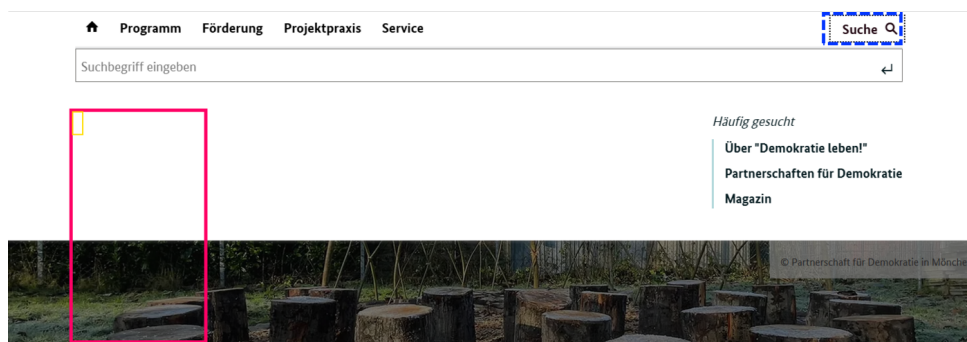 Programm Förderung Projektpraxis Service
Suche
Suchbegriff eingeben
Häufig gesucht
Über "Demokratie leben!"
Partnerschaften für Demokratie
Magazin
© Partnerschaft für Demokratie in Mönche